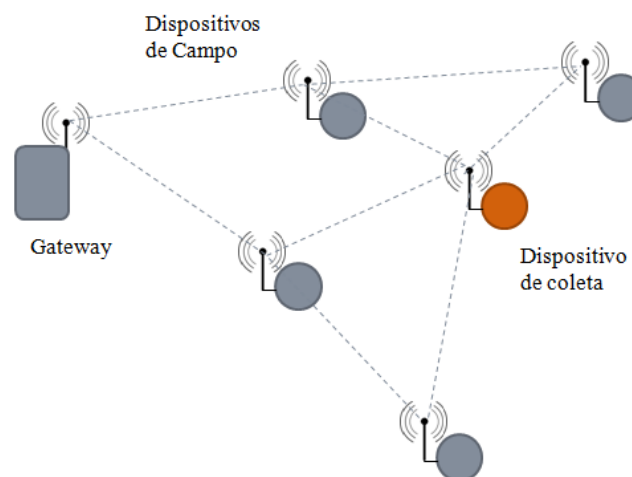 Dispositivos
de Campo
Gateway
Dispositivo
de coleta